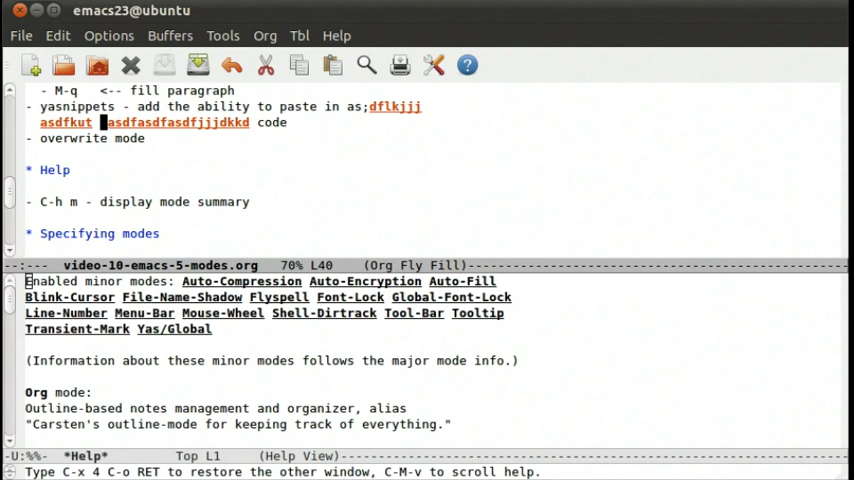 emacs23@ubuntu
File Edit Options Buffers Tools Org Tbl Help
- M-q <-- fill paragraph
- yasnippets - add the ability to paste in as;dflkjjj
asdfkut asdfasdfasdfjjjdkkd code
- overwrite mode
* Help
- C-h m - display mode summary
* Specifying modes
--:--- video-10-emacs-5-modes.org 70% L40 (Org Fly Fill)
Enabled minor modes: Auto-Compression Auto-Encryption Auto-Fill
Blink-Cursor File-Name-Shadow Flyspell Font-Lock Global-Font-Lock
Line-Number Menu-Bar Mouse-Wheel Shell-Dirtrack Tool-Bar Tooltip
Transient-Mark Yas/Global
(Information about these minor modes follows the major mode info.)
Org mode:
Outline-based notes management and organizer, alias
"Carsten's outline-mode for keeping track of everything."
-U:%%- *Help* Top L1 (Help View)
Type C-x 4 C-o RET to restore the other window, C-M-v to scroll help.